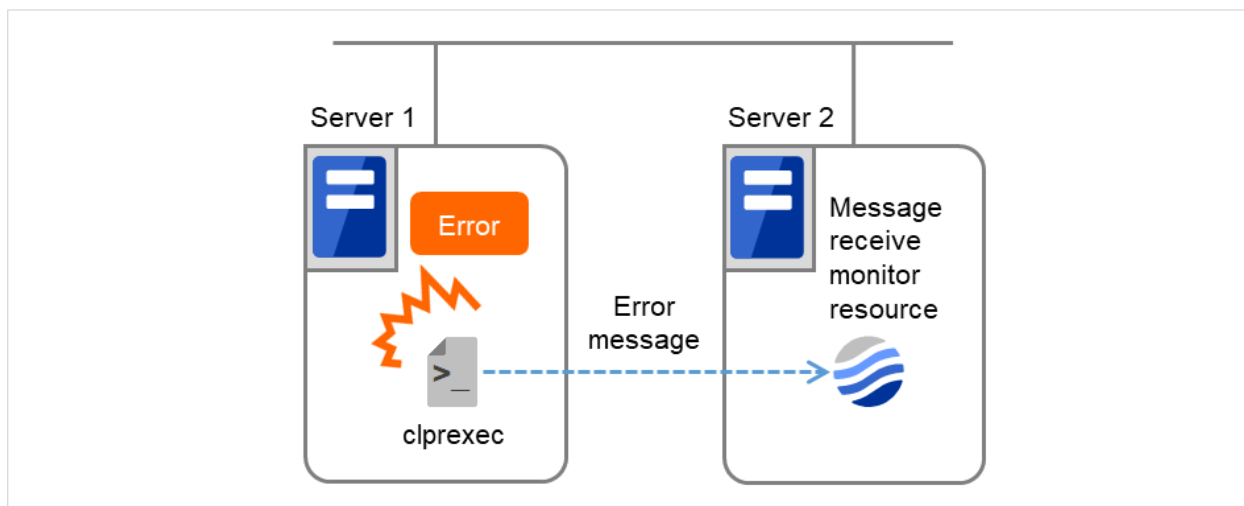 Server 1
Server 2
Error
Message
receive
monitor
resource
Error
message
>_
clprexec